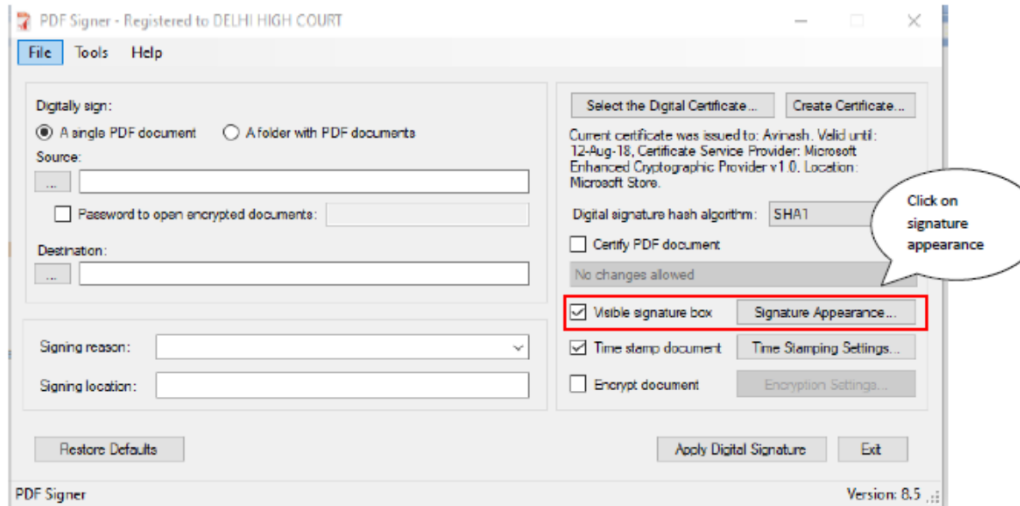 PDF Signer - Registered to DELHI HIGH COURT
File Tools Help
Digitally sign:
A single PDF document A folder with PDF documents
Source:
...
Password to open encrypted documents:
Destination:
...
Signing reason:
Signing location:
Select the Digital Certificate... Create Certificate...
Current certificate was issued to: Avinash. Valid until:
12-Aug-18, Certificate Service Provider: Microsoft
Enhanced Cryptographic Provider v1.0. Location:
Microsoft Store.
Digital signature hash algorithm: SHA1
Certify PDF document
No changes allowed
Visible signature box Signature Appearance...
Time stamp document Time Stamping Settings...
Encrypt document Encryption Settings...
Click on
signature
appearance
Restore Defaults Apply Digital Signature Exit
PDF Signer Version: 8.5